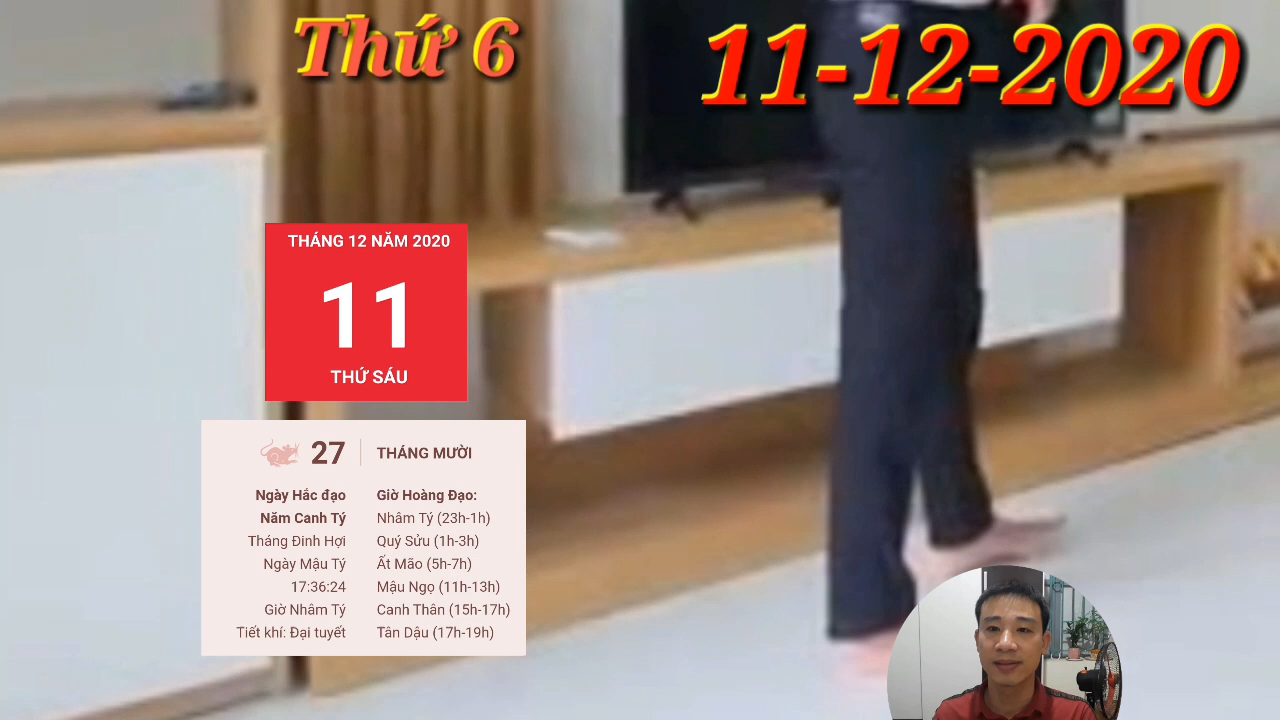 Thứ 6
11-12-2020
THÁNG 12 NĂM 2020
11
THỨ SÁU
27
THÁNG MƯỜI
Ngày Hắc đạo
Năm Canh Tý
Tháng Đinh Hợi
Ngày Mậu Tý
17:36:24
Giờ Nhâm Tý
Tiết khí: Đại tuyết
Giờ Hoàng Đạo:
Nhâm Tý (23h-1h)
Quý Sửu (1h-3h)
Ất Mão (5h-7h)
Mậu Ngọ (11h-13h)
Canh Thân (15h-17h)
Tân Dậu (17h-19h)